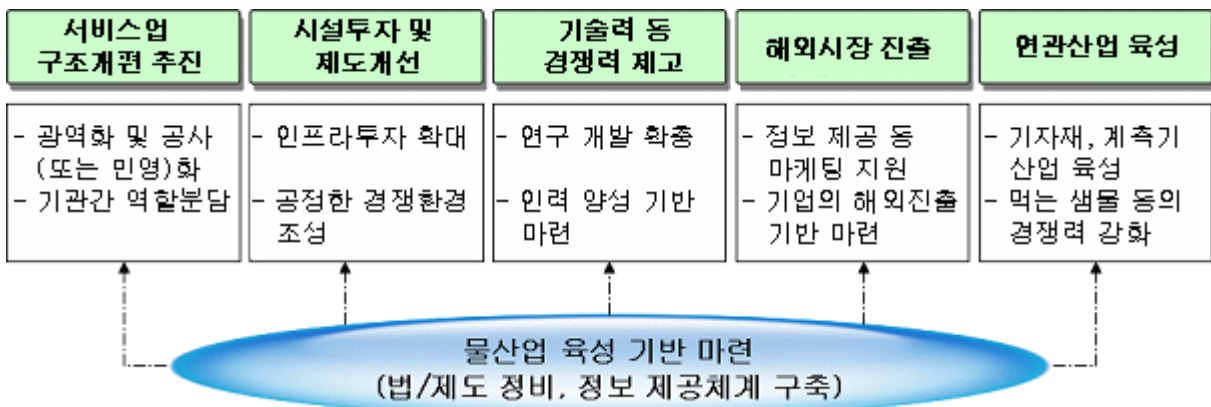 서비스업
구조개편 추진
시설투자 및
제도개선
기술력 등
경쟁력 제고
해외시장 진출
연관산업 육성
- 광역화 및 공사
(또는 민영)화
- 기관간 역할분담
- 인프라투자 확대
- 공정한 경쟁환경
조성
- 연구 개발 확충
- 인력 양성 기반
마련
- 정보 제공 등
마케팅 지원
- 기업의 해외진출
기반 마련
- 기자재, 계측기
산업 육성
- 먹는 샘물 등의
경쟁력 강화
물산업 육성 기반 마련
(법/제도 정비, 정보 제공체계 구축)